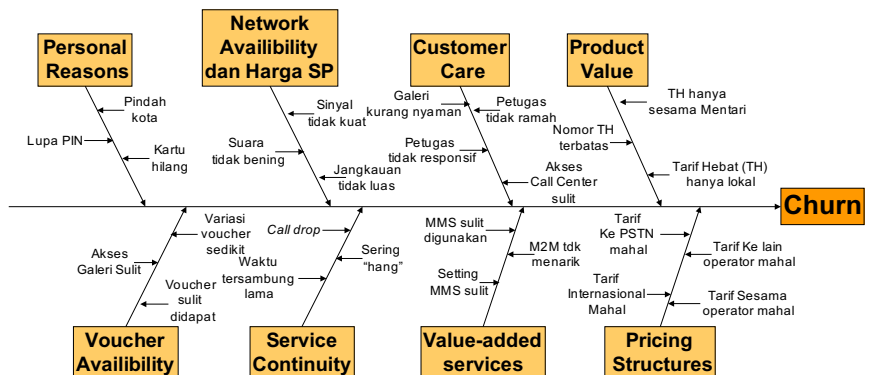 Personal
Reasons
Network
Availibility
dan Harga SP
Customer
Care
Product
Value
Pindah
kota
Lupa PIN
Kartu
hilang
Sinyal
tidak kuat
Suara
tidak bening
Jangkauan
tidak luas
Galeri
kurang nyaman
Petugas
tidak ramah
Petugas
tidak responsif
Akses
Call Center
sulit
TH hanya
sesama Mentari
Nomor TH
terbatas
Tarif Hebat (TH)
hanya lokal
Churn
Variasi
voucher
sedikit
Akses
Galeri Sulit
Voucher
sulit
didapat
Call drop
Sering
“hang”
Waktu
tersambung
lama
MMS sulit
digunakan
M2M tdk
menarik
Setting
MMS sulit
Tarif
Ke PSTN
mahal
Tarif Ke lain
operator mahal
Tarif
Internasional
Mahal
Tarif Sesama
operator mahal
Voucher
Availibility
Service
Continuity
Value-added
services
Pricing
Structures